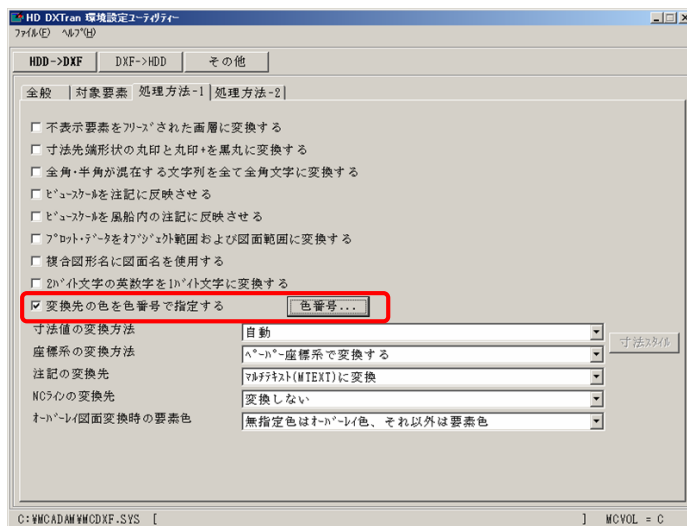 HD DXTran 環境設定ユーティリティー
ファイル(F) ヘルプ(H)
HDD->DXF DXF->HDD その他
全般 対象要素 処理方法-1 処理方法-2
不表示要素をフリーズされた画層に変換する
寸法先端形状の丸印と丸印+を黒丸に変換する
全角・半角が混在する文字列を全て全角文字に変換する
ビュースケールを注記に反映させる
ビュースケールを風船内の注記に反映させる
プロット・データをオブジェクト範囲および図面範囲に変換する
複合図形名に図面名を使用する
2バイト文字の英数字を1バイト文字に変換する
変換先の色を色番号で指定する 色番号...
寸法値の変換方法 自動 寸法スタイル
座標系の変換方法 ペーパー座標系で変換する
注記の変換先 マルチテキスト(MTEXT)に変換
NCラインの変換先 変換しない
オーバーレイ図面変換時の要素色 無指定色はオーバーレイ色、それ以外は要素色
C:¥MCADAM¥MCDXF.SYS [ ] MCVOL = C